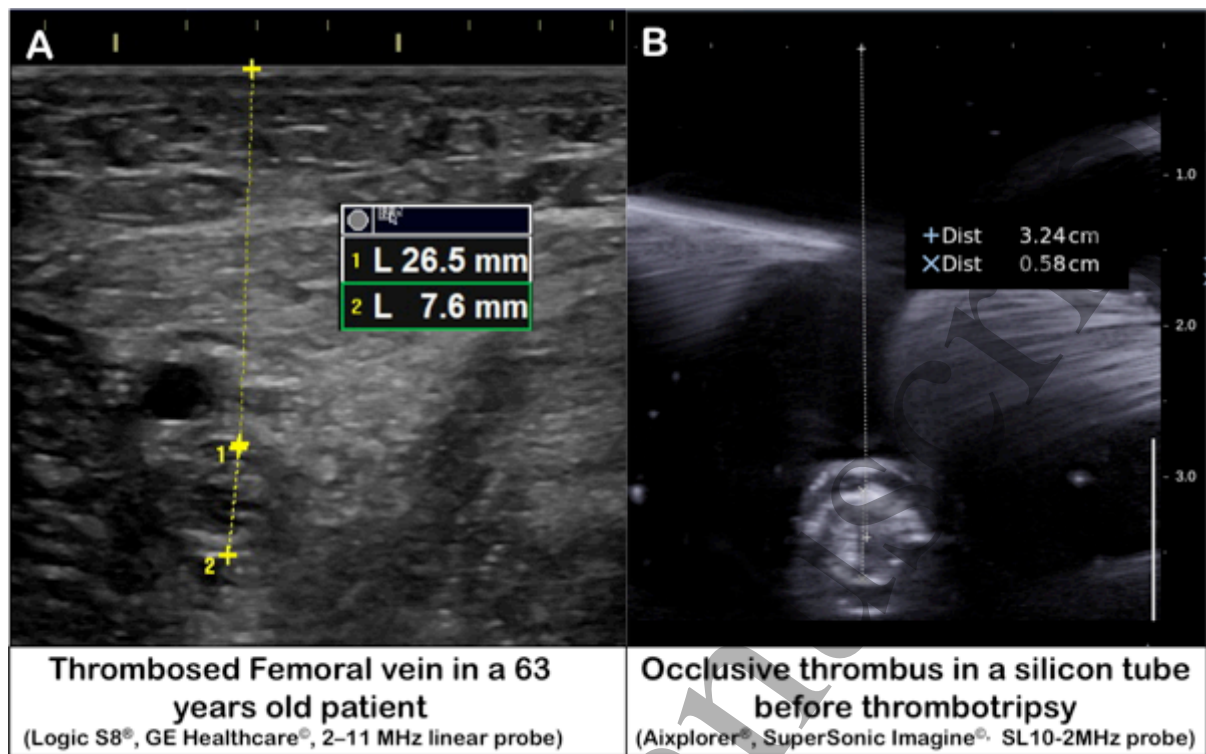 A
B
1.0
+Dist 3.24 cm
×Dist 0.58 cm
1 L 26.5 mm
2 L 7.6 mm
2.0
1
3.0
2
Thrombosed Femoral vein in a 63
years old patient
(Logic S8®, GE Healthcare©, 2–11 MHz linear probe)
Occlusive thrombus in a silicon tube
before thrombotripsy
(Aixplorer®, SuperSonic Imagine©, SL10-2MHz probe)